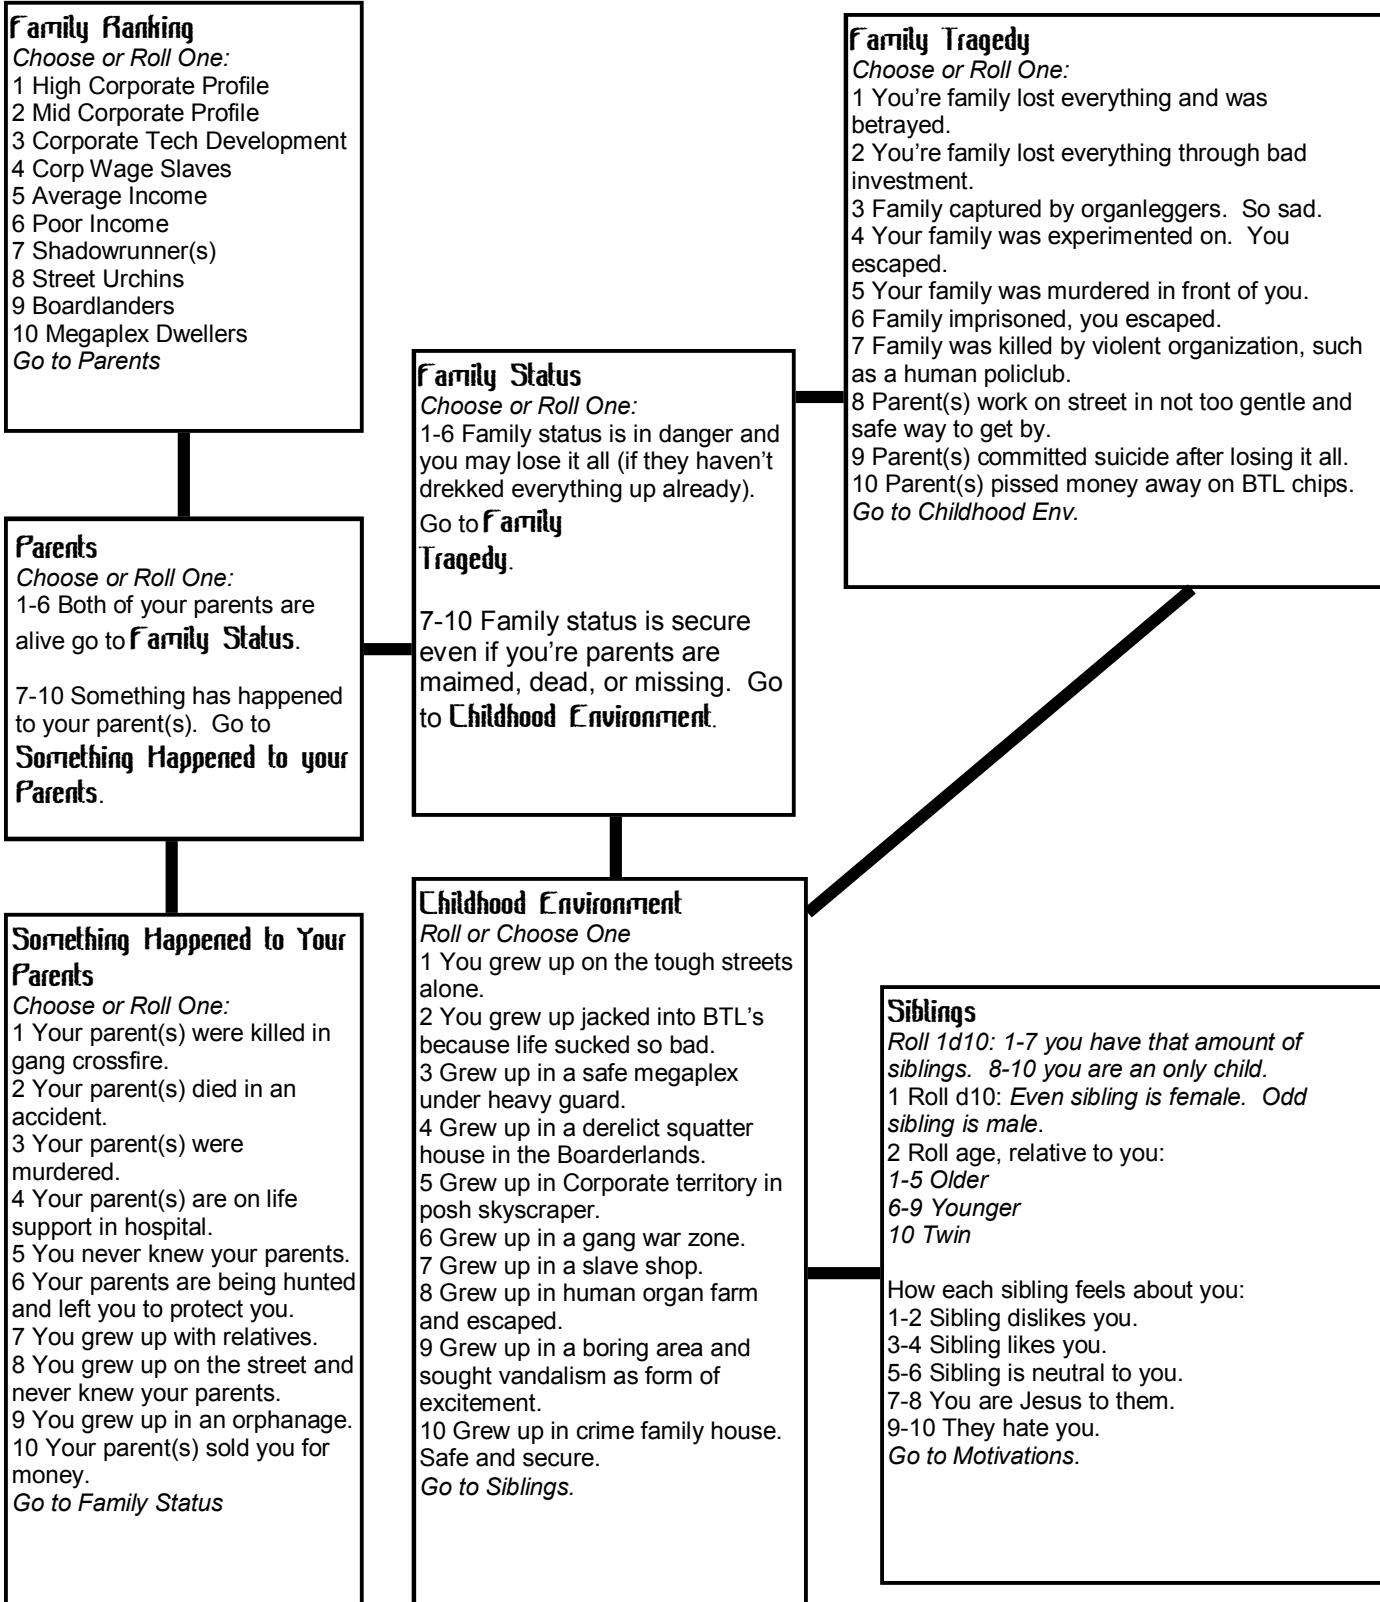 Family Ranking
Choose or Roll One:
1 High Corporate Profile
2 Mid Corporate Profile
3 Corporate Tech Development
4 Corp Wage Slaves
5 Average Income
6 Poor Income
7 Shadowrunner(s)
8 Street Urchins
9 Boardlanders
10 Megaplex Dwellers
Go to Parents
Parents
Choose or Roll One:
1-6 Both of your parents are
alive go to Family Status.
7-10 Something has happened
to your parent(s).  Go to
Something Happened to your
Parents.
Something Happened to Your
Parents
Choose or Roll One:
1 Your parent(s) were killed in
gang crossfire.
2 Your parent(s) died in an
accident.
3 Your parent(s) were
murdered.
4 Your parent(s) are on life
support in hospital.
5 You never knew your parents.
6 Your parents are being hunted
and left you to protect you.
7 You grew up with relatives.
8 You grew up on the street and
never knew your parents.
9 You grew up in an orphanage.
10 Your parent(s) sold you for
money.
Go to Family Status
Family Status
Choose or Roll One:
1-6 Family status is in danger and
you may lose it all (if they haven't
drekked everything up already).
Go to Family
Tragedy.
7-10 Family status is secure
even if you're parents are
maimed, dead, or missing.  Go
to Childhood Environment.
Family Tragedy
Choose or Roll One:
1 You're family lost everything and was
betrayed.
2 You're family lost everything through bad
investment.
3 Family captured by organleggers.  So sad.
4 Your family was experimented on.  You
escaped.
5 Your family was murdered in front of you.
6 Family imprisoned, you escaped.
7 Family was killed by violent organization, such
as a human policlub.
8 Parent(s) work on street in not too gentle and
safe way to get by.
9 Parent(s) committed suicide after losing it all.
10 Parent(s) pissed money away on BTL chips.
Go to Childhood Env.
Childhood Environment
Roll or Choose One
1 You grew up on the tough streets
alone.
2 You grew up jacked into BTL's
because life sucked so bad.
3 Grew up in a safe megaplex
under heavy guard.
4 Grew up in a derelict squatter
house in the Boarderlands.
5 Grew up in Corporate territory in
posh skyscraper.
6 Grew up in a gang war zone.
7 Grew up in a slave shop.
8 Grew up in human organ farm
and escaped.
9 Grew up in a boring area and
sought vandalism as form of
excitement.
10 Grew up in crime family house.
Safe and secure.
Go to Siblings.
Siblings
Roll 1d10: 1-7 you have that amount of
siblings.  8-10 you are an only child.
1 Roll d10: Even sibling is female.  Odd
sibling is male.
2 Roll age, relative to you:
1-5 Older
6-9 Younger
10 Twin
How each sibling feels about you:
1-2 Sibling dislikes you.
3-4 Sibling likes you.
5-6 Sibling is neutral to you.
7-8 You are Jesus to them.
9-10 They hate you.
Go to Motivations.